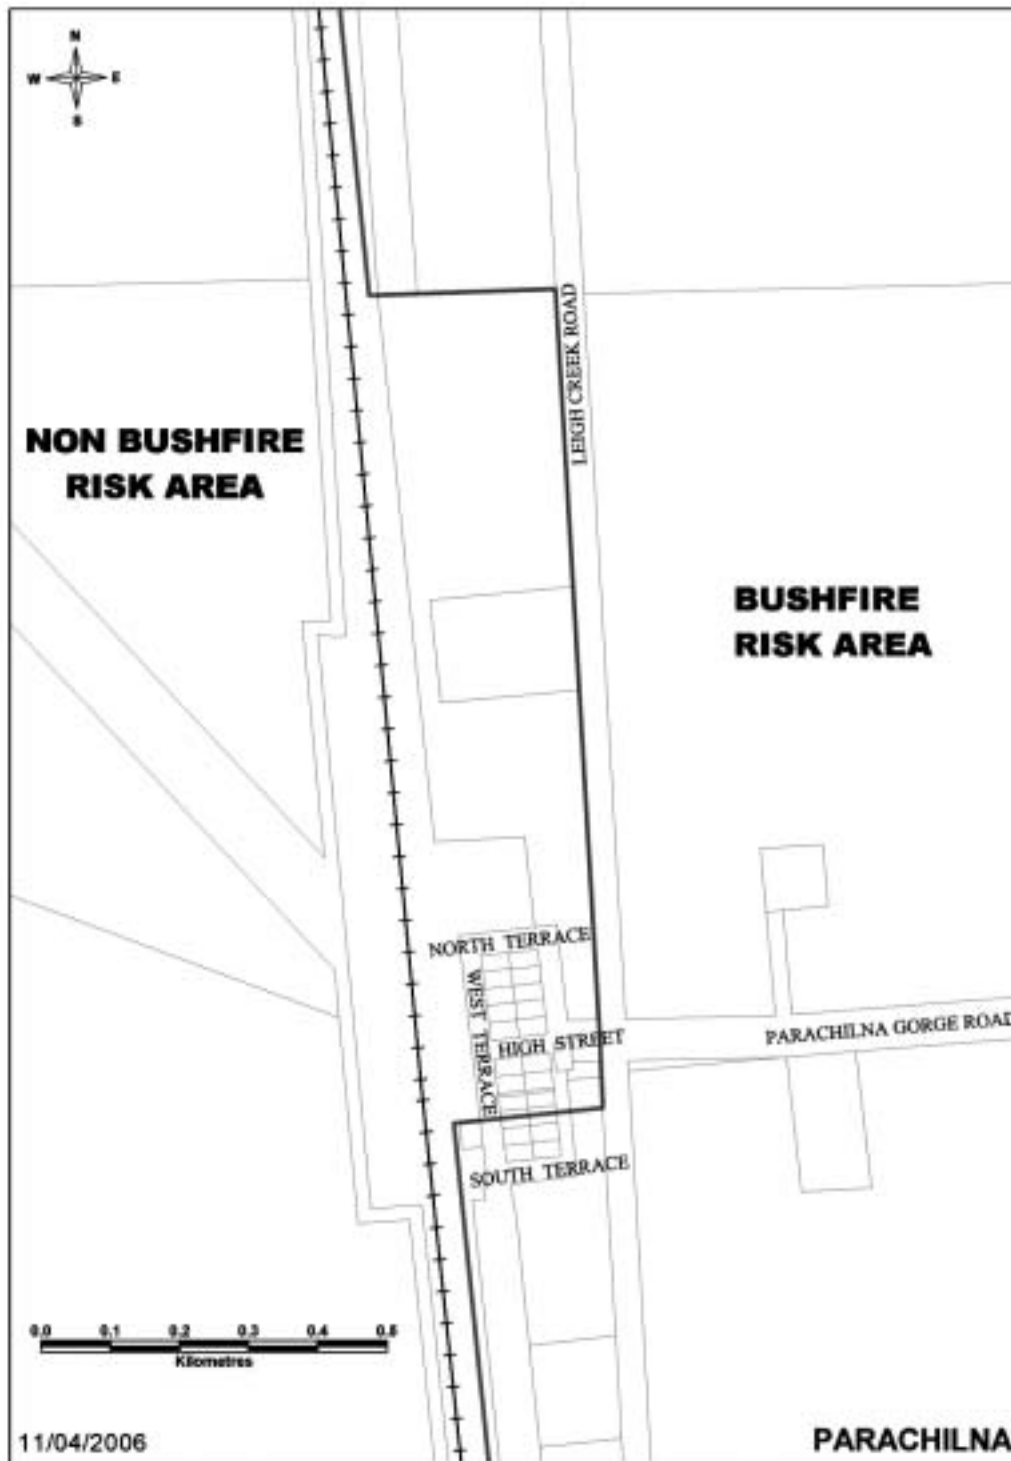 N
W E
S
LEIGH CREEK ROAD
NON BUSHFIRE
RISK AREA
BUSHFIRE
RISK AREA
NORTH TERRACE
WEST TERRACE
HIGH STREET
PARACHILNA GORGE ROAD
SOUTH TERRACE
0.0 0.1 0.2 0.3 0.4 0.5
Kilometres
11/04/2006
PARACHILNA